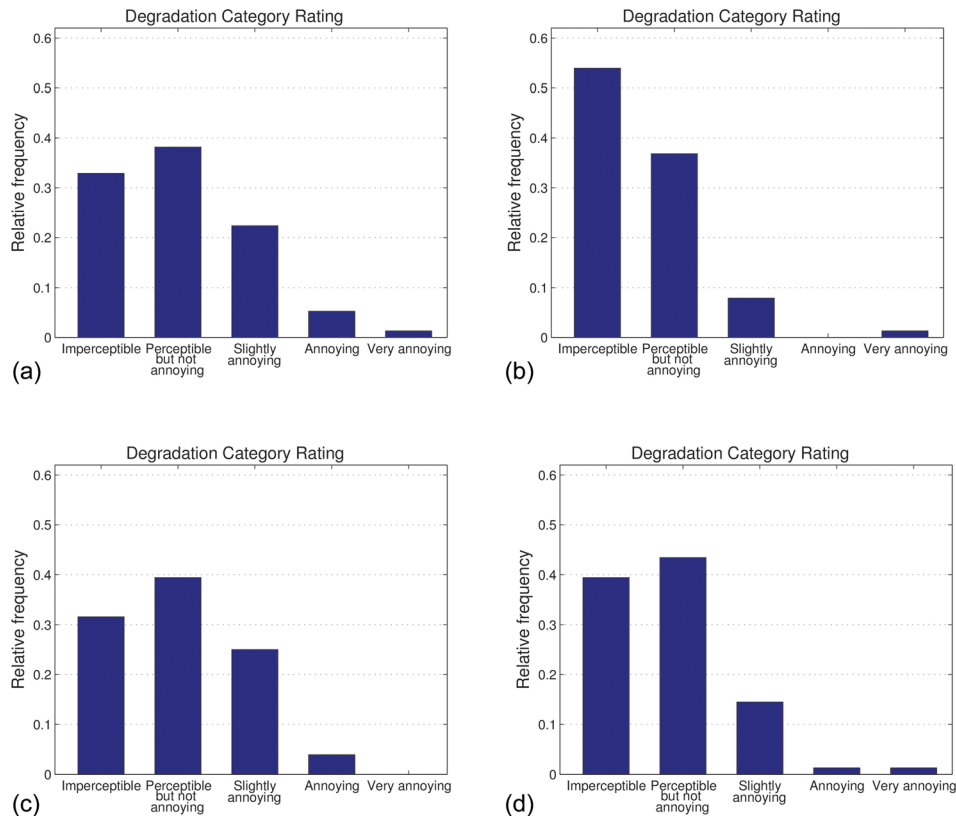 Degradation Category Rating
0.6
0.5
0.4
0.3
0.2
0.1
0
Relative frequency
Imperceptible Perceptible but not annoying Slightly annoying Annoying Very annoying
(a)
Degradation Category Rating
0.6
0.5
0.4
0.3
0.2
0.1
0
Relative frequency
Imperceptible Perceptible but not annoying Slightly annoying Annoying Very annoying
(b)
Degradation Category Rating
0.6
0.5
0.4
0.3
0.2
0.1
0
Relative frequency
Imperceptible Perceptible but not annoying Slightly annoying Annoying Very annoying
(c)
Degradation Category Rating
0.6
0.5
0.4
0.3
0.2
0.1
0
Relative frequency
Imperceptible Perceptible but not annoying Slightly annoying Annoying Very annoying
(d)